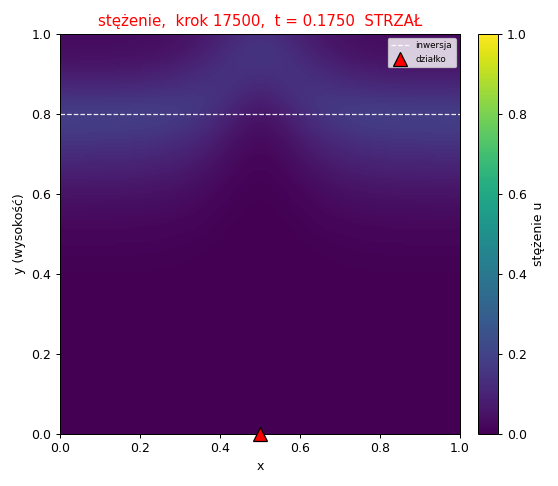 stężenie,  krok 17500,  t = 0.1750  STRZAŁ
inwersja
działko
1.0
0.8
0.6
0.4
0.2
0.0
y (wysokość)
0.0 0.2 0.4 0.6 0.8 1.0
x
1.0
0.8
0.6
0.4
0.2
0.0
stężenie u